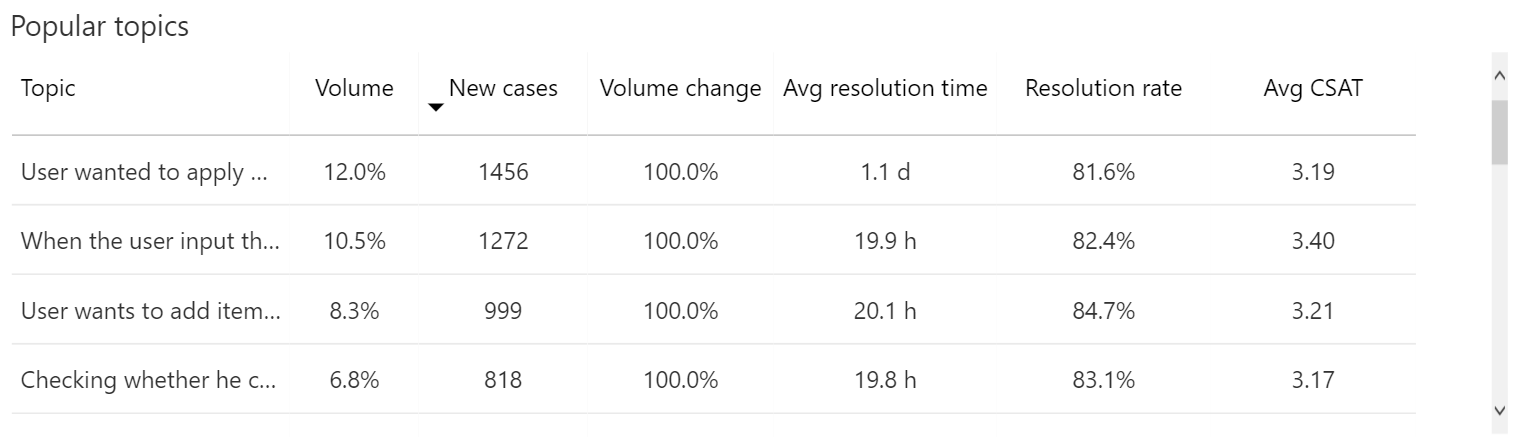 Popular topics
Topic Volume New cases Volume change Avg resolution time Resolution rate Avg CSAT
User wanted to apply ... 12.0% 1456 100.0% 1.1 d 81.6% 3.19
When the user input th... 10.5% 1272 100.0% 19.9 h 82.4% 3.40
User wants to add item... 8.3% 999 100.0% 20.1 h 84.7% 3.21
Checking whether he c... 6.8% 818 100.0% 19.8 h 83.1% 3.17